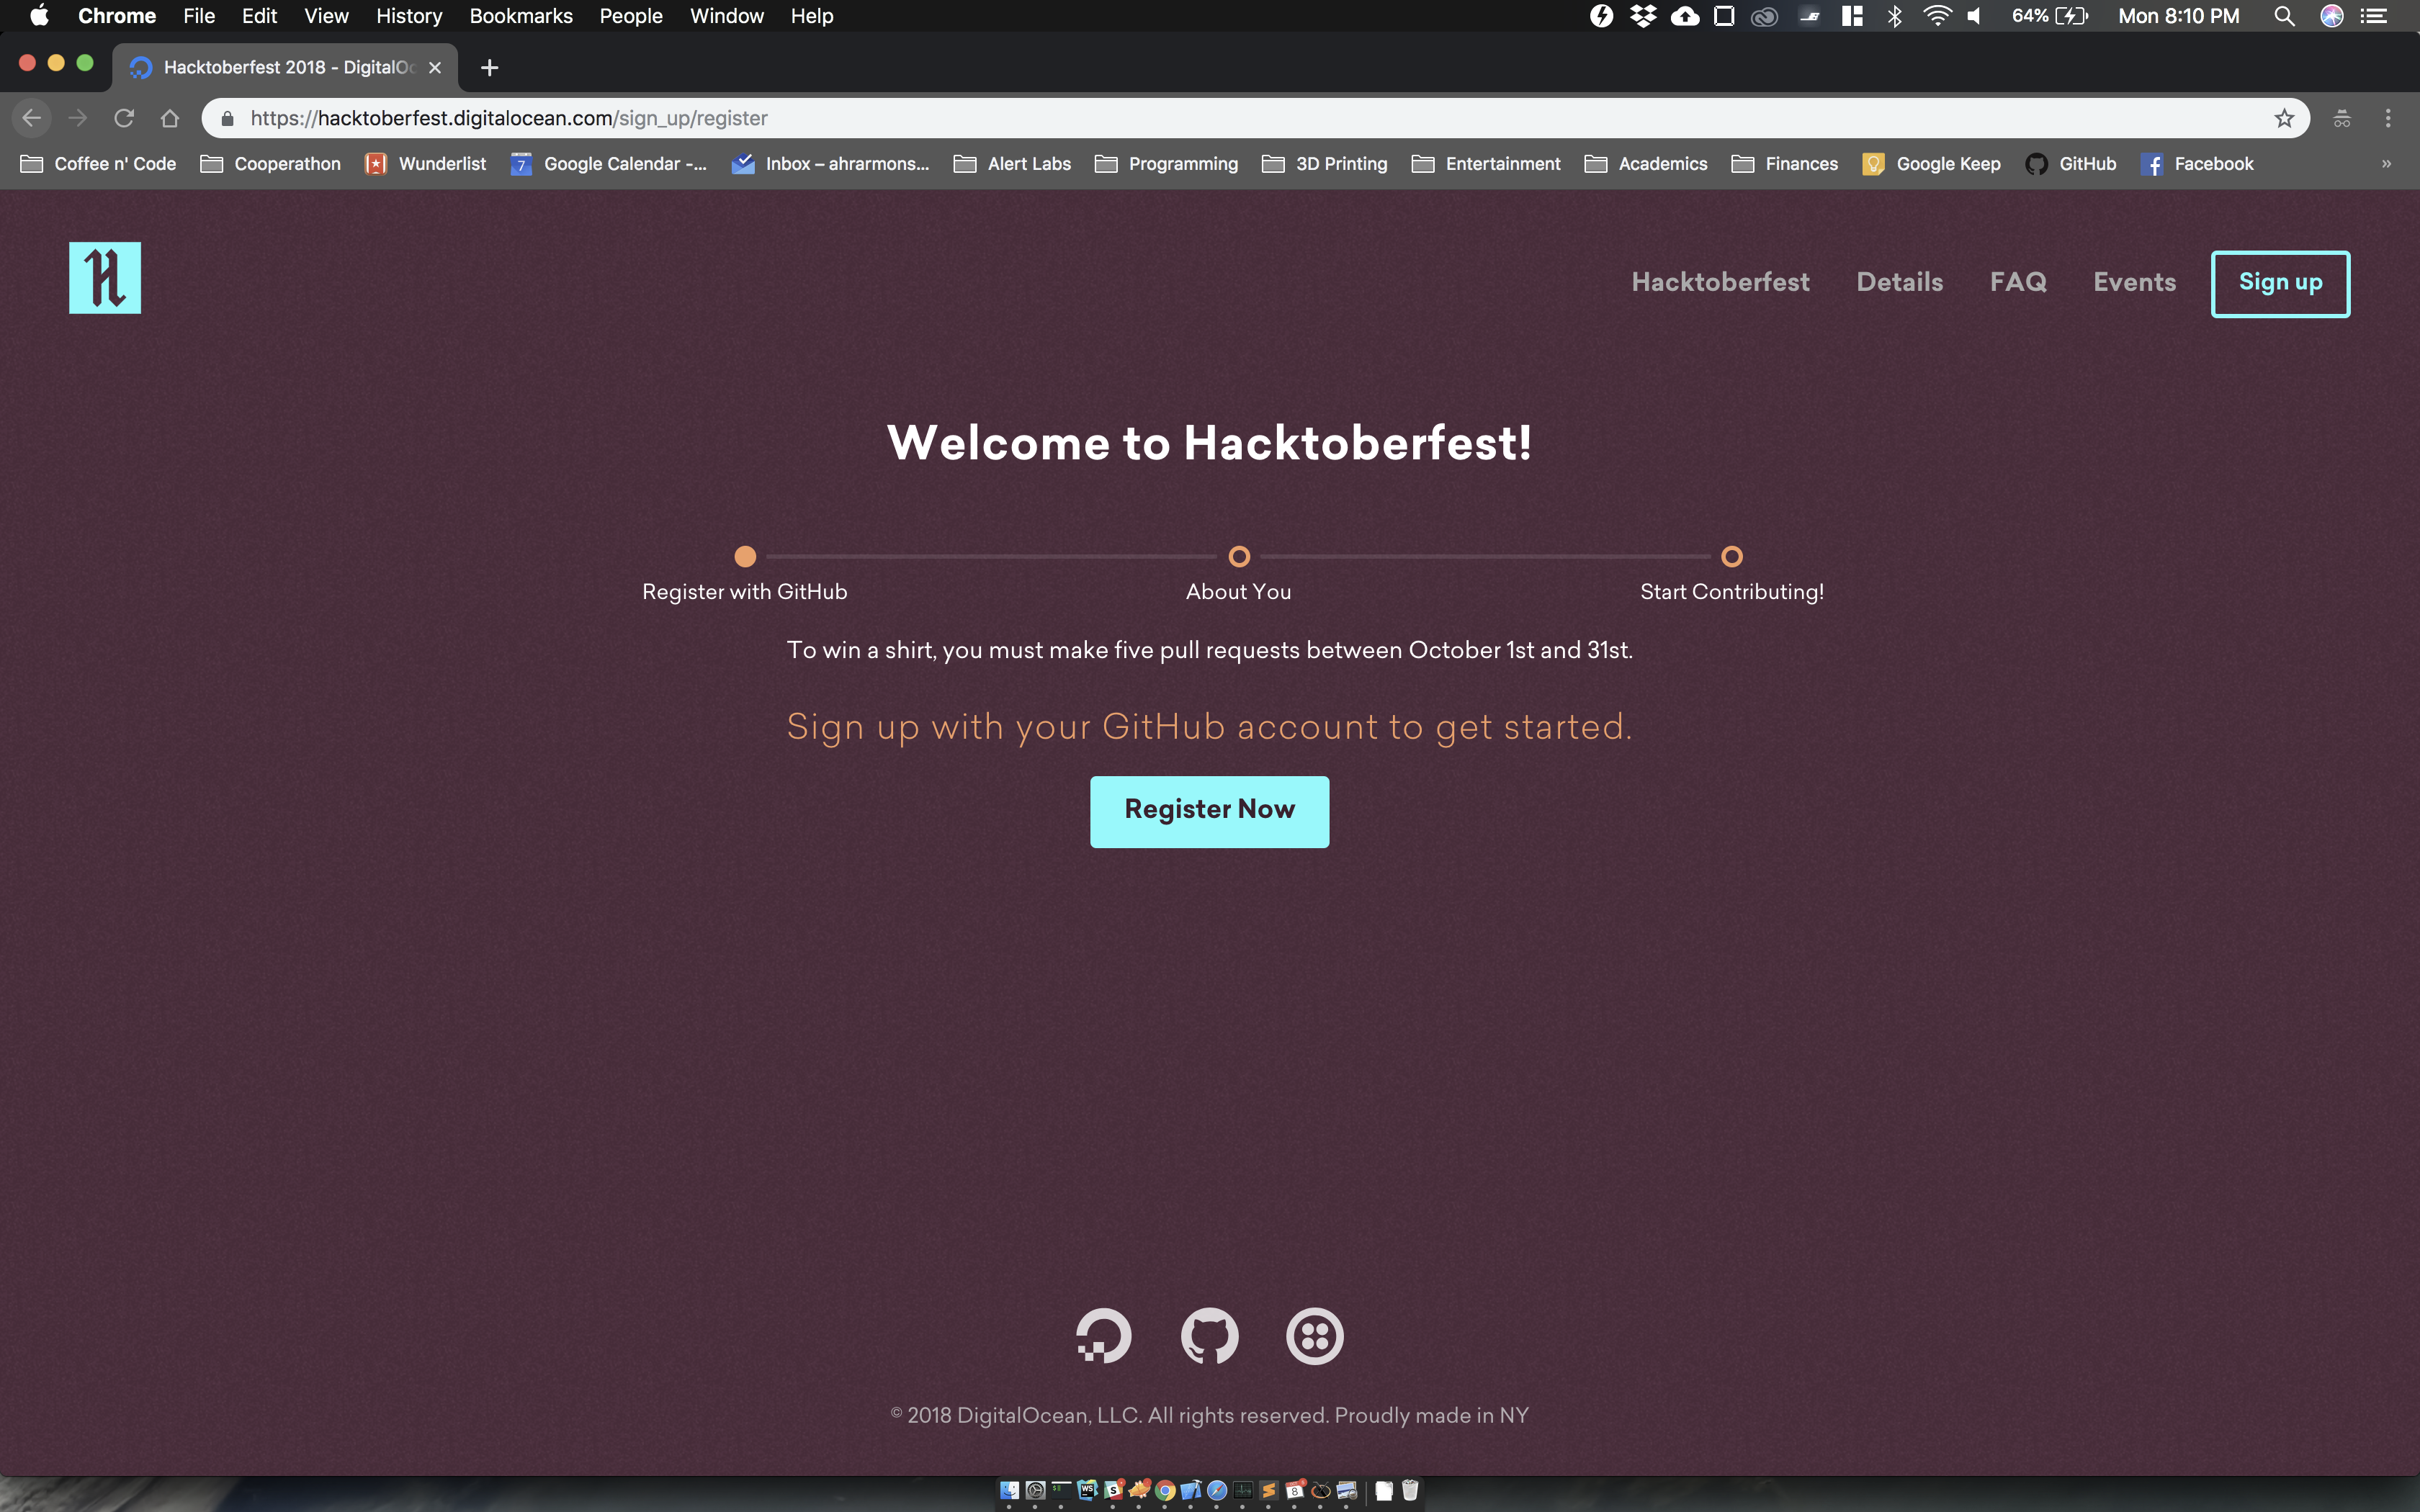 Chrome File Edit View History Bookmarks People Window Help 64% Mon 8:10 PM
Hacktoberfest 2018 - DigitalOc
https://hacktoberfest.digitalocean.com/sign_up/register
Coffee n' Code Cooperathon Wunderlist 7 Google Calendar -... Inbox – ahrarmons... Alert Labs Programming 3D Printing Entertainment Academics Finances Google Keep GitHub Facebook »
H Hacktoberfest Details FAQ Events Sign up
Welcome to Hacktoberfest!
Register with GitHub About You Start Contributing!
To win a shirt, you must make five pull requests between October 1st and 31st.
Sign up with your GitHub account to get started.
Register Now
© 2018 DigitalOcean, LLC. All rights reserved. Proudly made in NY
WS S 8